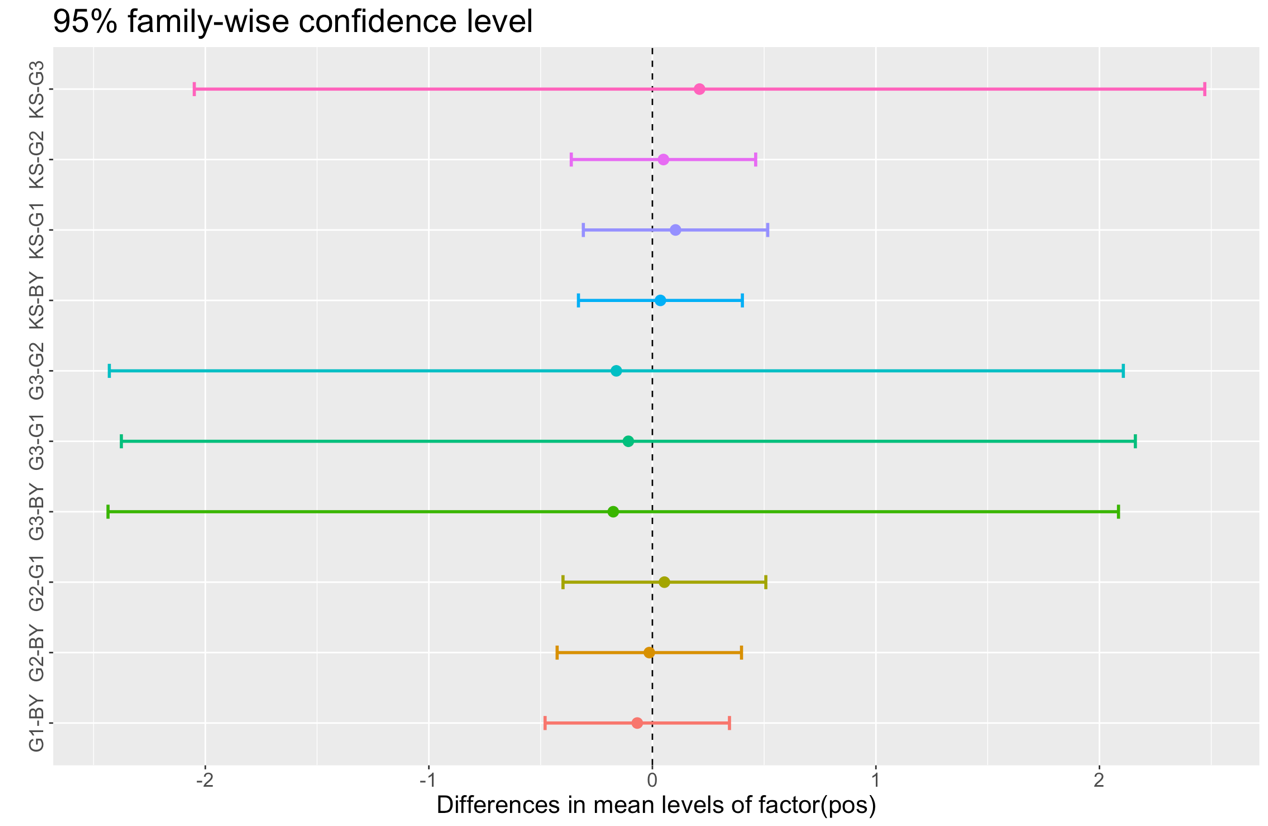 95% family-wise confidence level
KS-G3
KS-G2
KS-G1
KS-BY
G3-G2
G3-G1
G3-BY
G2-G1
G2-BY
G1-BY
-2 -1 0 1 2
Differences in mean levels of factor(pos)